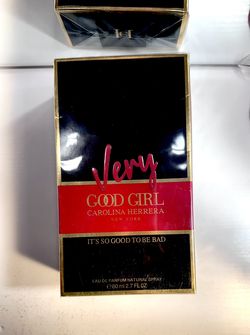 Very
GOOD GIRL
CAROLINA HERRERA
NEW YORK
IT'S SO GOOD TO BE BAD
EAU DE PARFUM NATURAL SPRAY
℮80 ml 2.7 FL.OZ